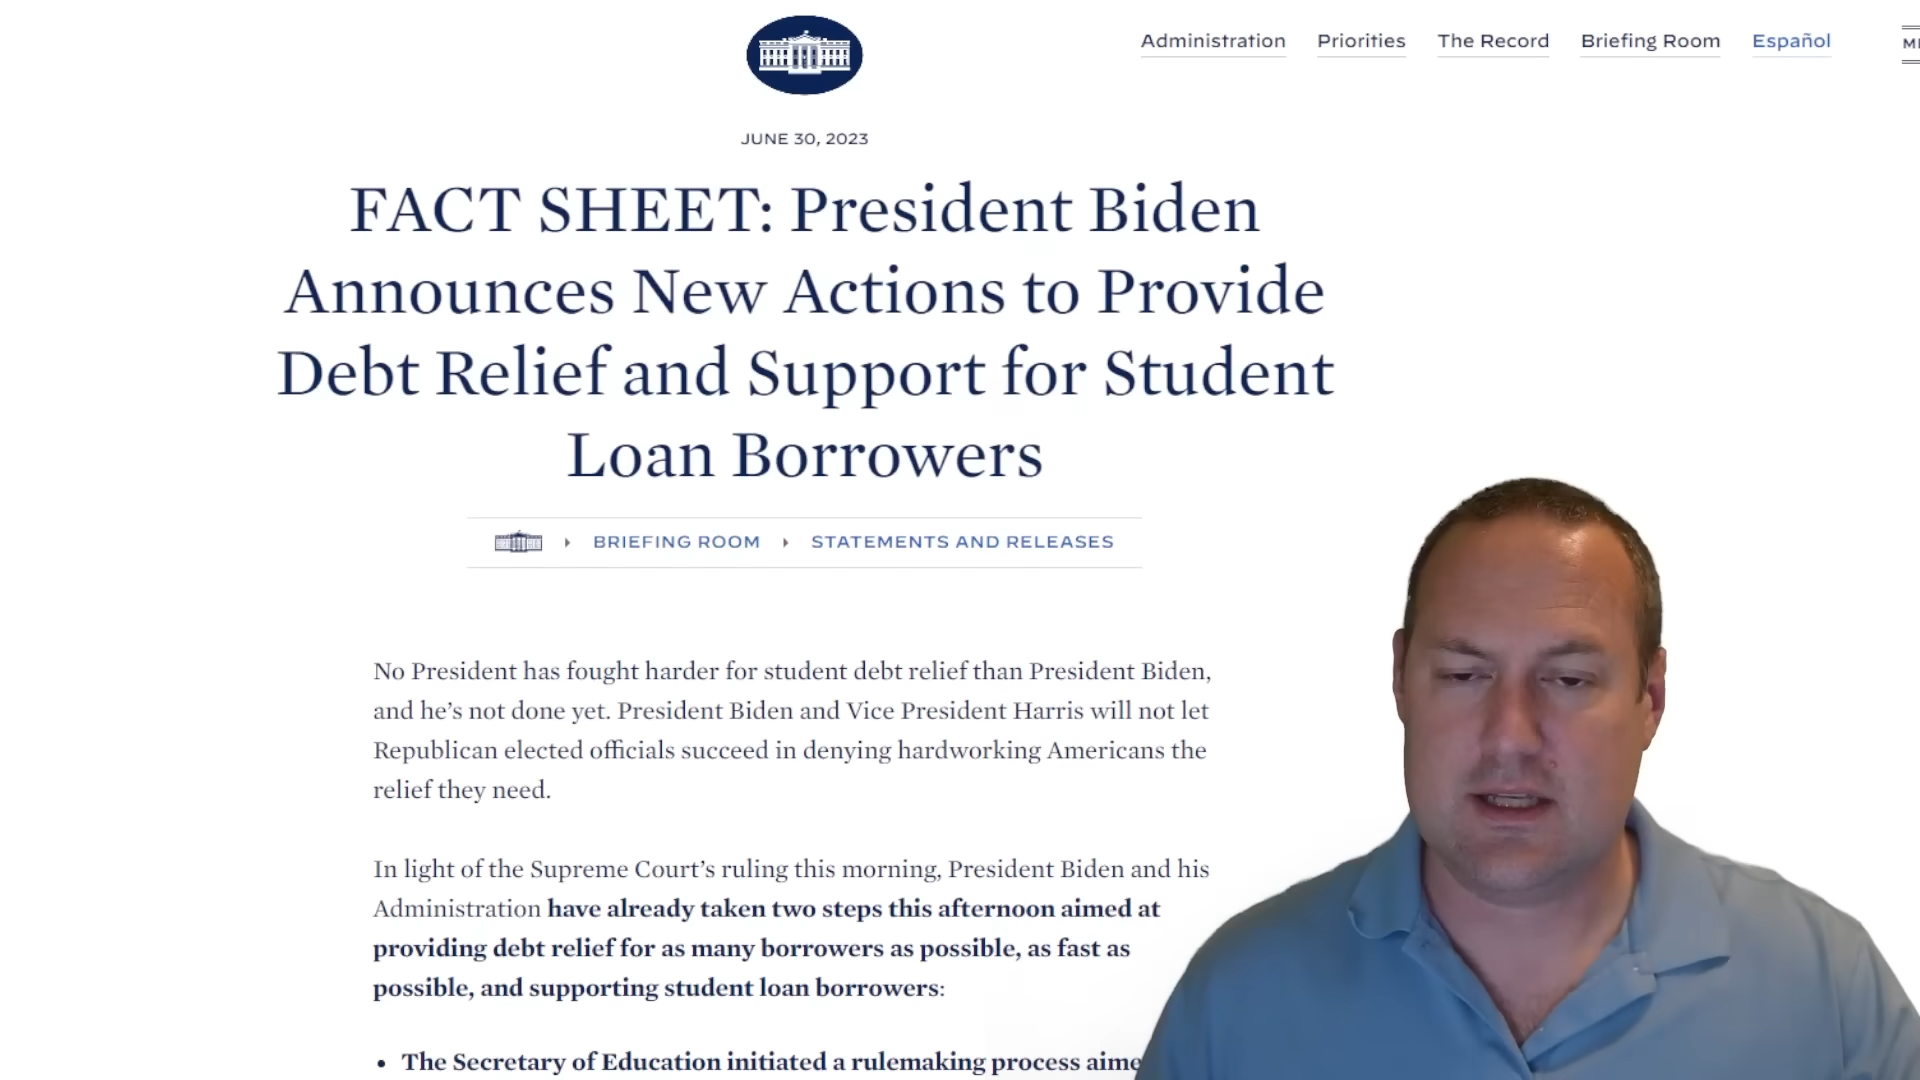 Administration
Priorities
The Record
Briefing Room
Español
JUNE 30, 2023
FACT SHEET: President Biden
Announces New Actions to Provide
Debt Relief and Support for Student
Loan Borrowers
BRIEFING ROOM
STATEMENTS AND RELEASES
No President has fought harder for student debt relief than President Biden,
and he’s not done yet. President Biden and Vice President Harris will not let
Republican elected officials succeed in denying hardworking Americans the
relief they need.
In light of the Supreme Court’s ruling this morning, President Biden and his
Administration have already taken two steps this afternoon aimed at
providing debt relief for as many borrowers as possible, as fast as
possible, and supporting student loan borrowers:
• The Secretary of Education initiated a rulemaking process aime